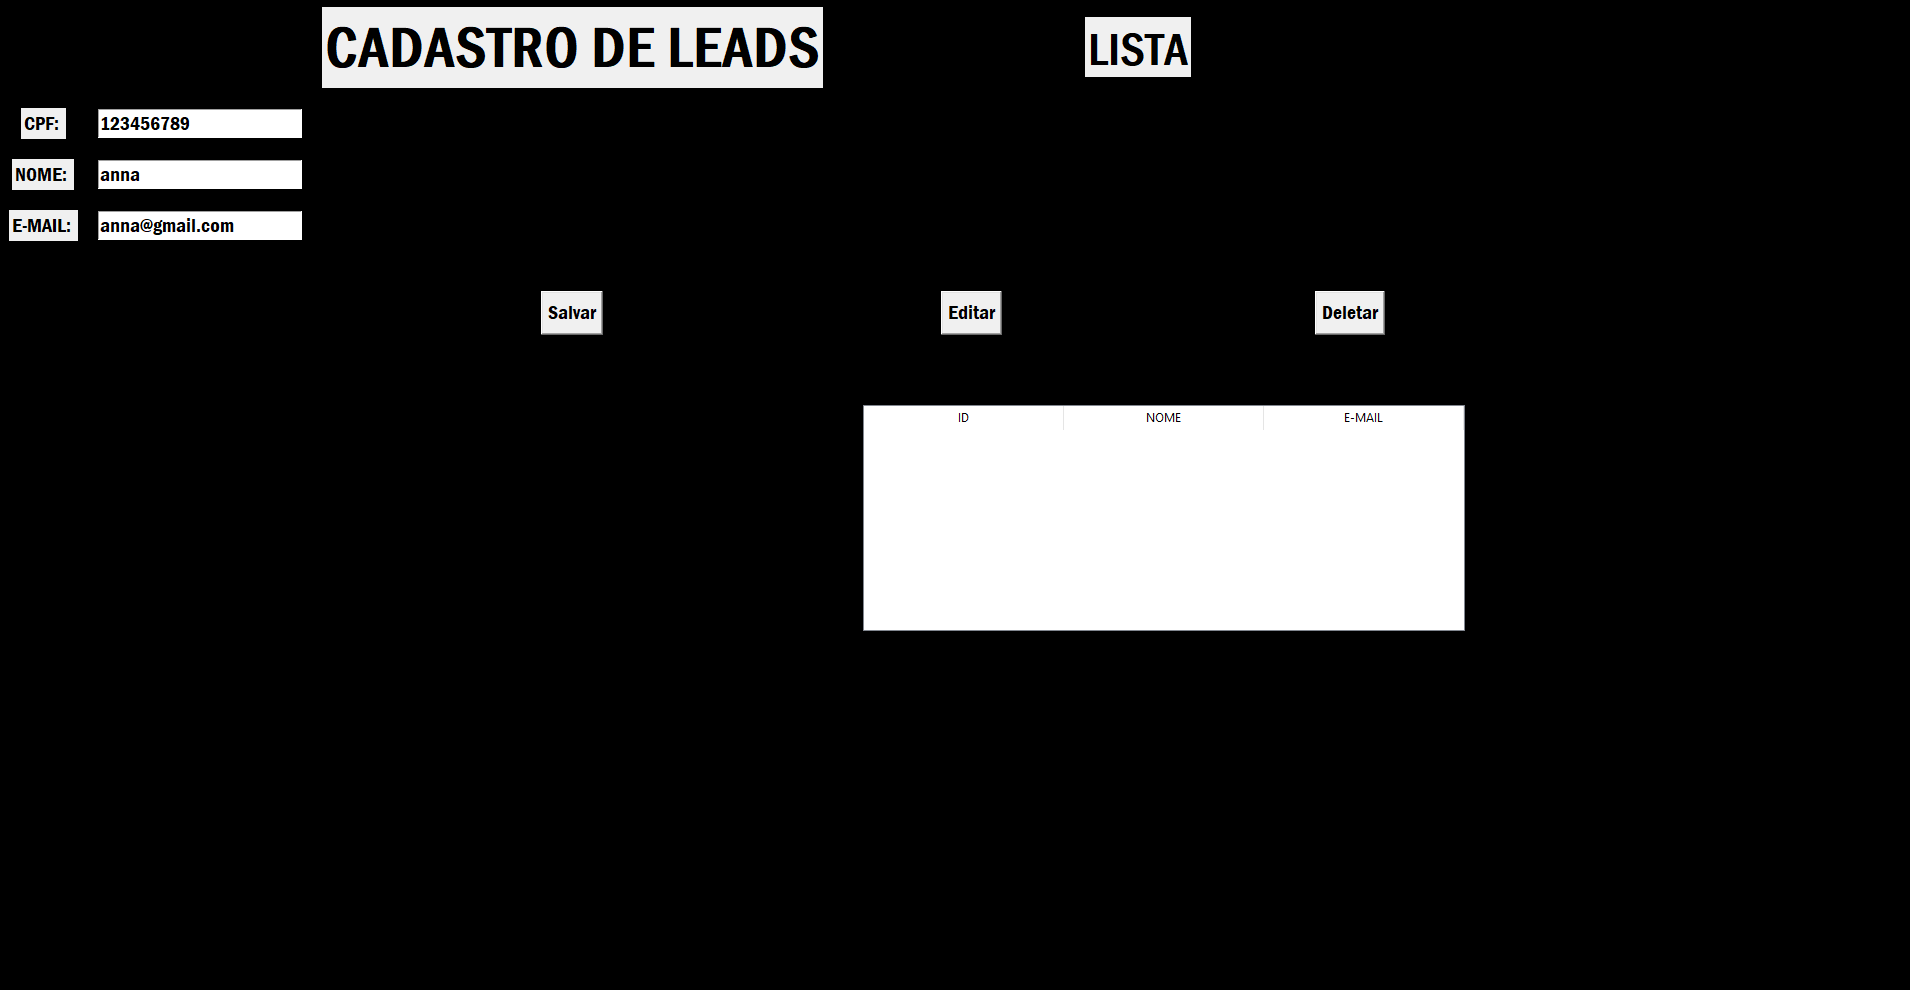 CADASTRO DE LEADS
LISTA
CPF: 123456789
NOME: anna
E-MAIL: anna@gmail.com
Salvar Editar Deletar
ID NOME E-MAIL